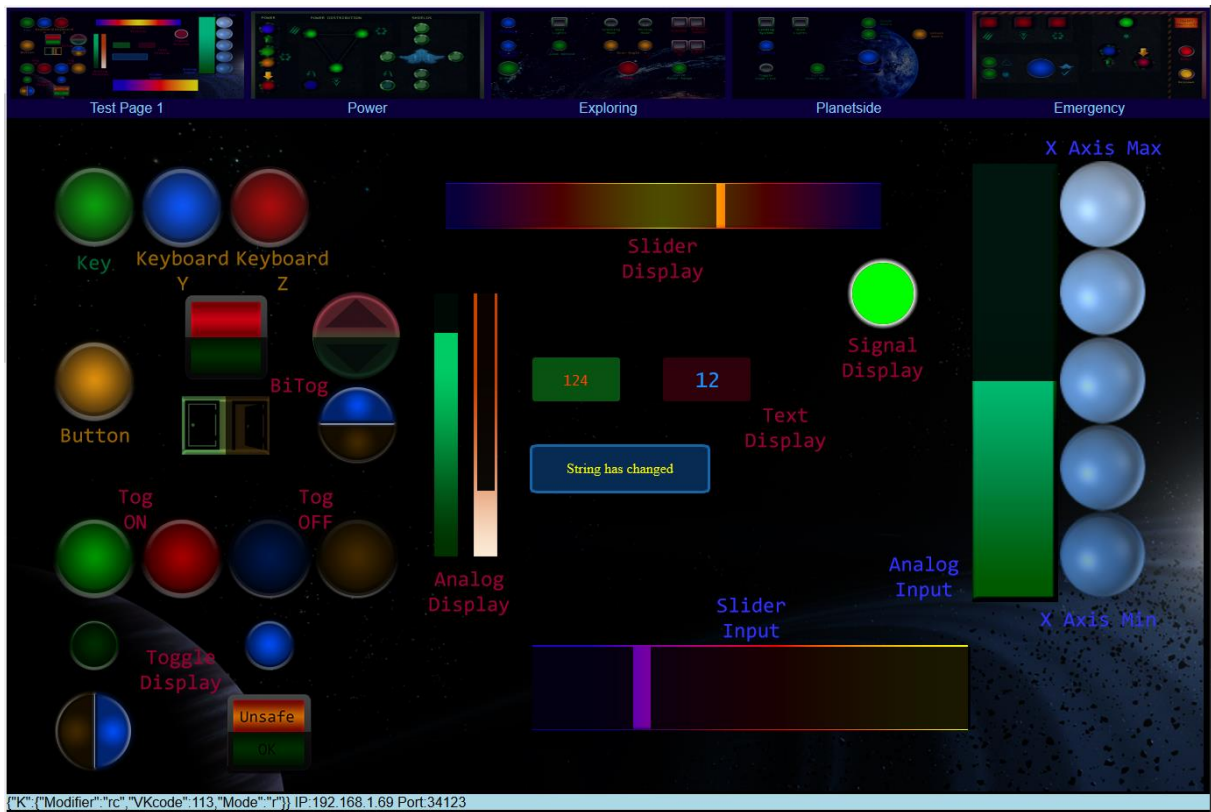 Test Page 1
Power
Exploring
Planetside
Emergency
X Axis Max
Key
Keyboard
Y
Keyboard
Z
Slider
Display
Signal
Display
BiTog
124
12
Text
Display
Button
String has changed
Tog
ON
Tog
OFF
Analog
Display
Analog
Input
Slider
Input
X Axis Min
Toggle
Display
Unsafe
OK
{"K":{"Modifier":"rc","VKcode":113,"Mode":"r"}} IP:192.168.1.69 Port:34123